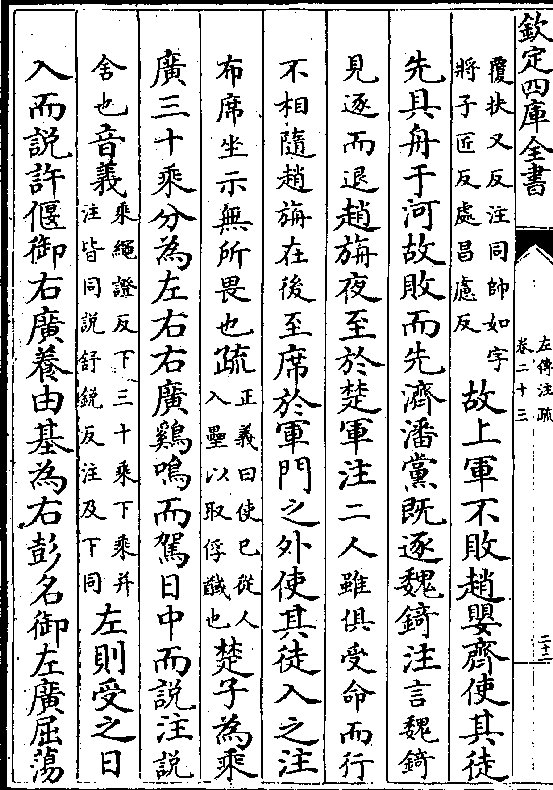 欽定四庫全書
左傳注疏
卷二十三
二十二
覆扶又反注同帥如字
將子匠反處昌慮反
故上軍不敗趙嬰齊使其徒
先具舟于河故敗而先濟潘黨既逐魏錡注言魏錡
見逐而退趙旃夜至於楚軍注二人雖俱受命而行
不相隨趙旃在後至席於軍門之外使其徒入之注
布席坐示無所畏也疏
正義曰使已從人
入壘以取俘馘也
楚子為乘
廣三十乘分為左右右廣鷄鳴而駕日中而說注說
舍也音義
乘繩證反下三十乘下乘并
注皆同說舒銳反注及下同
左則受之日
入而說許偃御右廣養由基為右彭名御左廣屈蕩